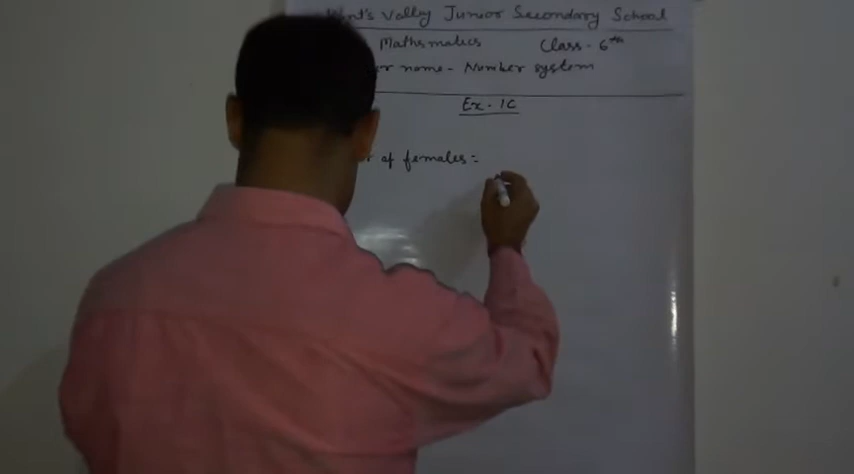 Valley Junior Secondary School
Mathematics Class - 6th
name - Number system
Ex - 1C
of females =